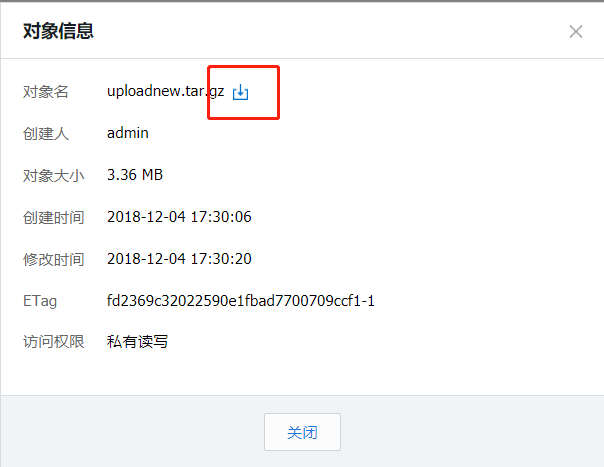 对象信息
对象名 uploadnew.tar.gz
创建人 admin
对象大小 3.36 MB
创建时间 2018-12-04 17:30:06
修改时间 2018-12-04 17:30:20
ETag fd2369c32022590e1fbad7700709ccf1-1
访问权限 私有读写
关闭